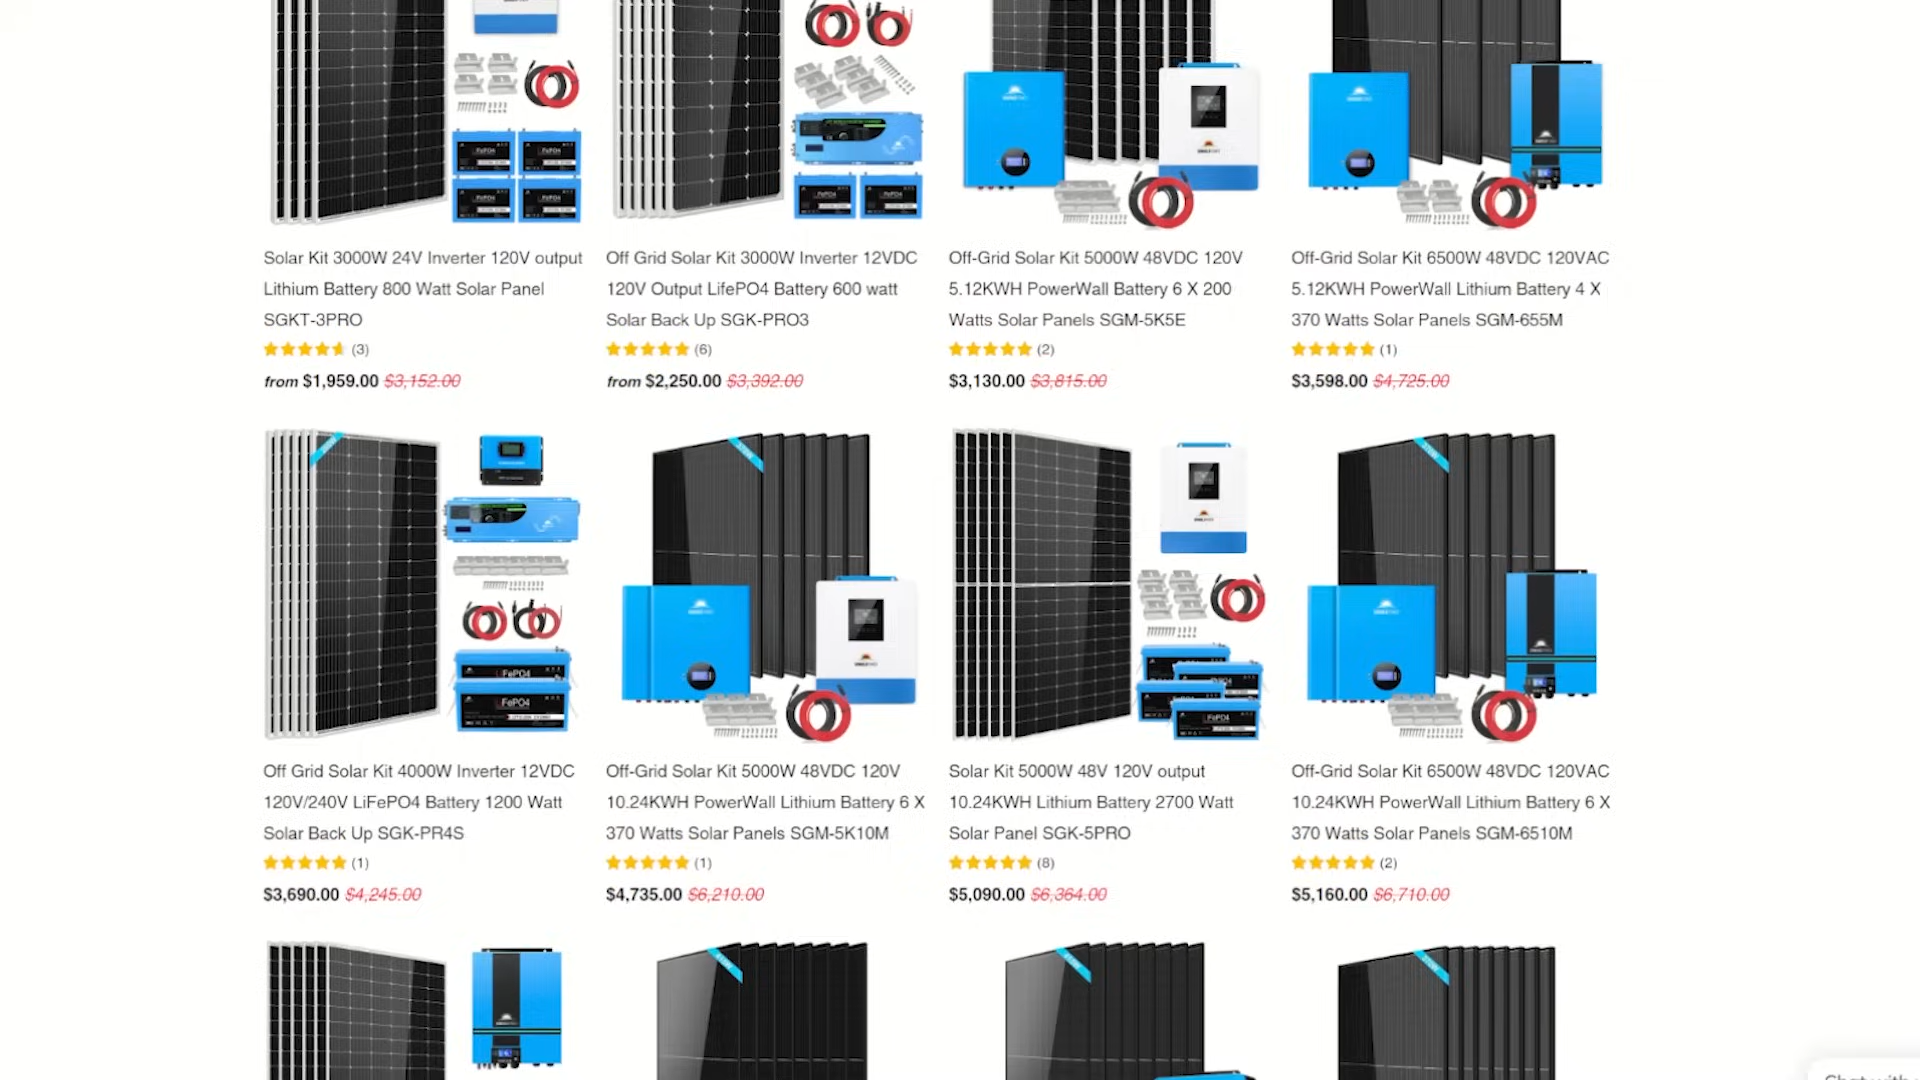 Solar Kit 3000W 24V Inverter 120V output
Lithium Battery 800 Watt Solar Panel
SGKT-3PRO
(3)
from $1,959.00 $3,152.00
Off Grid Solar Kit 3000W Inverter 12VDC
120V Output LifePO4 Battery 600 watt
Solar Back Up SGK-PRO3
(6)
from $2,250.00 $3,392.00
Off-Grid Solar Kit 5000W 48VDC 120V
5.12KWH PowerWall Battery 6 X 200
Watts Solar Panels SGM-5K5E
(2)
$3,130.00 $3,815.00
Off-Grid Solar Kit 6500W 48VDC 120VAC
5.12KWH PowerWall Lithium Battery 4 X
370 Watts Solar Panels SGM-655M
(1)
$3,598.00 $4,725.00
LiFePO4
LiFePO4
Off Grid Solar Kit 4000W Inverter 12VDC
120V/240V LiFePO4 Battery 1200 Watt
Solar Back Up SGK-PR4S
(1)
$3,690.00 $4,245.00
Off-Grid Solar Kit 5000W 48VDC 120V
10.24KWH PowerWall Lithium Battery 6 X
370 Watts Solar Panels SGM-5K10M
(1)
$4,735.00 $6,210.00
Solar Kit 5000W 48V 120V output
10.24KWH Lithium Battery 2700 Watt
Solar Panel SGK-5PRO
(8)
$5,090.00 $6,364.00
Off-Grid Solar Kit 6500W 48VDC 120VAC
10.24KWH PowerWall Lithium Battery 6 X
370 Watts Solar Panels SGM-6510M
(2)
$5,160.00 $6,710.00